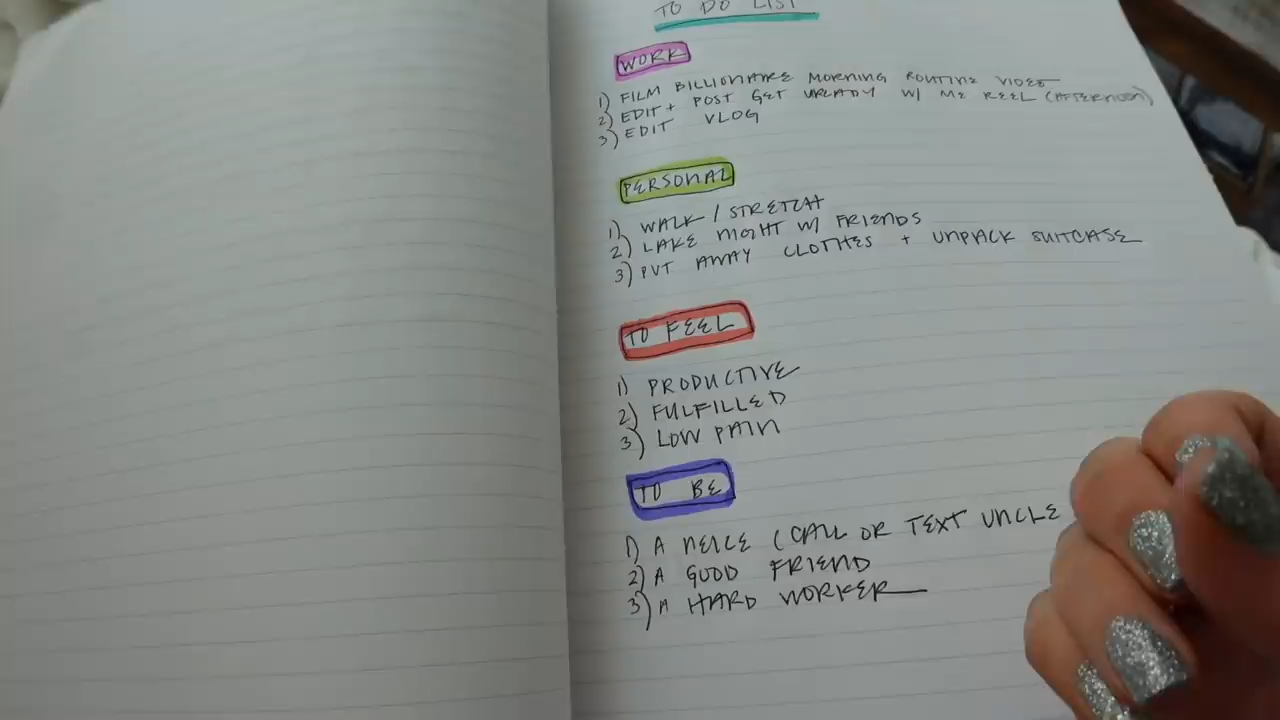 TO DO LIST
WORK
1) FILM BILLIONAIRE MORNING ROUTINE VIDEO
2) EDIT + POST GET UNREADY W/ ME REEL (AFTERNOON)
3) EDIT VLOG
PERSONAL
1) WALK / STRETCH
2) LAKE NIGHT W/ FRIENDS
3) PUT AWAY CLOTHES + UNPACK SUITCASE
TO FEEL
1) PRODUCTIVE
2) FULFILLED
3) LOW PAIN
TO BE
1) A NEICE (CALL OR TEXT UNCLE
2) A GOOD FRIEND
3) A HARD WORKER